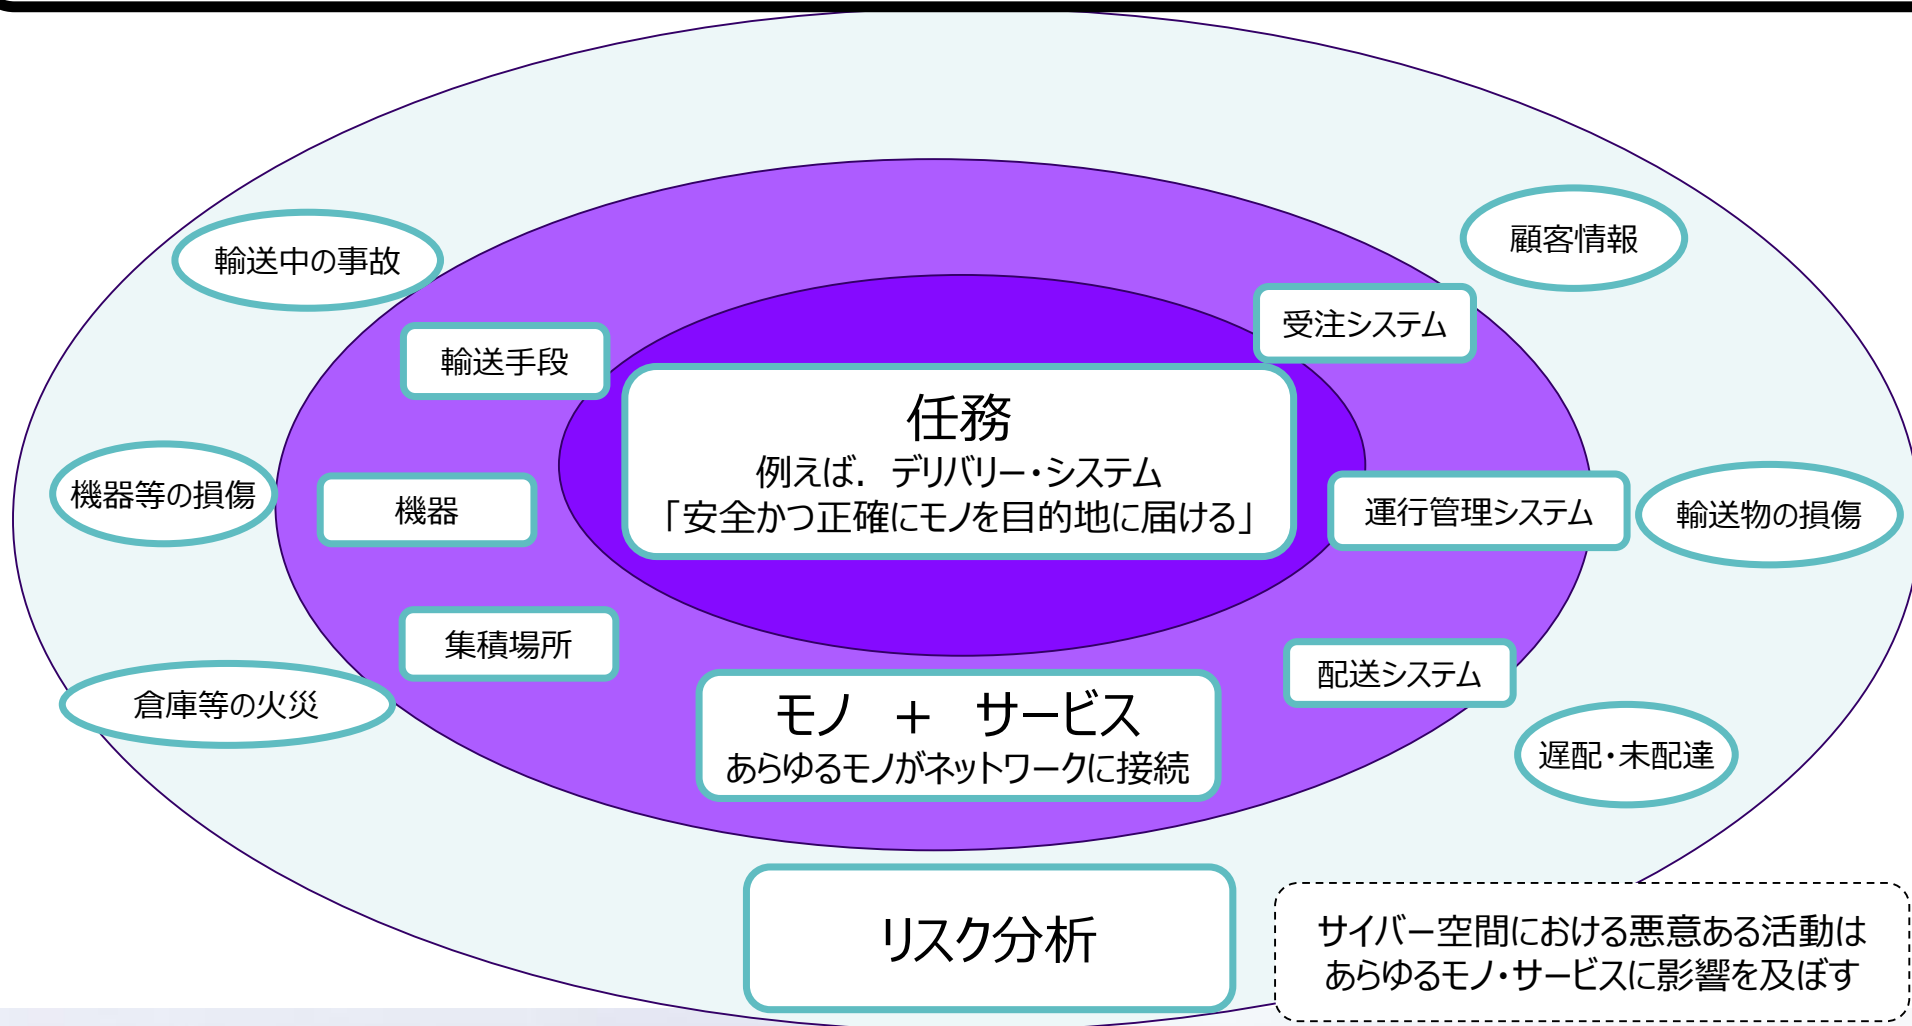 輸送中の事故
顧客情報
受注システム
輸送手段
任務
例えば．デリバリー・システム
「安全かつ正確にモノを目的地に届ける」
機器等の損傷
機器
運行管理システム
輸送物の損傷
集積場所
配送システム
倉庫等の火災
モノ　＋　サービス
あらゆるモノがネットワークに接続
遅配・未配達
リスク分析
サイバー空間における悪意ある活動は
あらゆるモノ・サービスに影響を及ぼす